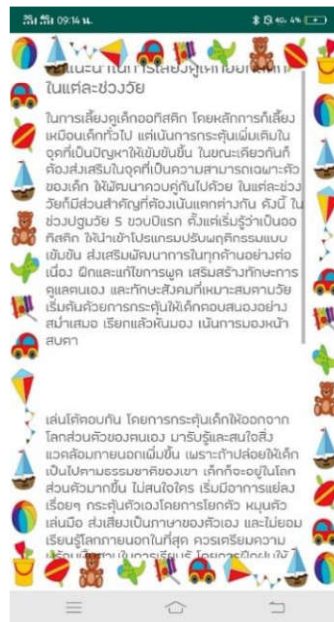 09:14 น.
4%
ในแต่ละช่วงวัย
ในการเลี้ยงดูเด็กออทิสติก โดยหลักการก็เลี้ยง
เหมือนเด็กทั่วไป แต่เน้นการกระตุ้นเพิ่มเติมใน
จุดที่เป็นปัญหาให้เข้มข้นขึ้น ในขณะเดียวกันก็
ต้องส่งเสริมในจุดที่เป็นความสามารถเฉพาะตัว
ของเด็ก ให้พัฒนาควบคู่กันไปด้วย ในแต่ละช่วง
วัยก็มีส่วนสำคัญที่ต้องเน้นแตกต่างกัน ดังนี้ ใน
ช่วงปฐมวัย 5 ขวบปีแรก ตั้งแต่เริ่มรู้ว่าเป็นออ
ทิสติก ให้นำเข้าโปรแกรมปรับพฤติกรรมแบบ
เข้มข้น ส่งเสริมพัฒนาการในทุกด้านอย่างต่อ
เนื่อง ฝึกและแก้ไขการพูด เสริมสร้างทักษะการ
ดูแลตนเอง และทักษะสังคมที่เหมาะสมตามวัย
เริ่มต้นด้วยการกระตุ้นให้เด็กตอบสนองอย่าง
สม่ำเสมอ เรียกแล้วหันมอง เน้นการมองหน้า
สบตา
เล่นโต้ตอบกัน โดยการกระตุ้นเด็กให้ออกจาก
โลกส่วนตัวของตนเอง มารับรู้และสนใจสิ่ง
แวดล้อมภายนอกเพิ่มขึ้น เพราะถ้าปล่อยให้เด็ก
เป็นไปตามธรรมชาติของเขา เด็กก็จะอยู่ในโลก
ส่วนตัวมากขึ้น ไม่สนใจใคร เริ่มมีอาการแย่ลง
เรื่อยๆ กระตุ้นตัวเองโดยการโยกตัว หมุนตัว
เล่นมือ ส่งเสียงเป็นภาษาของตัวเอง และไม่ยอม
เรียนรู้โลกภายนอกในที่สุด ควรเตรียมความ